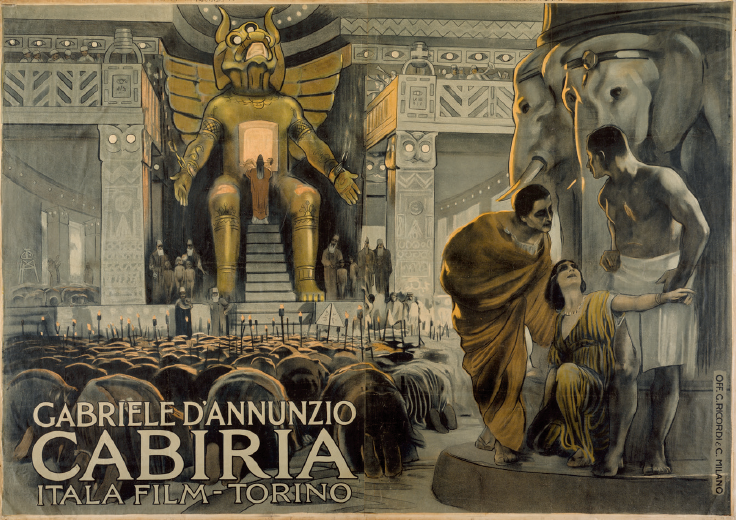 GABRIELE D'ANNUNZIO
CABIRIA
ITALA FILM - TORINO
OFF. G. RICORDI & C. MILANO